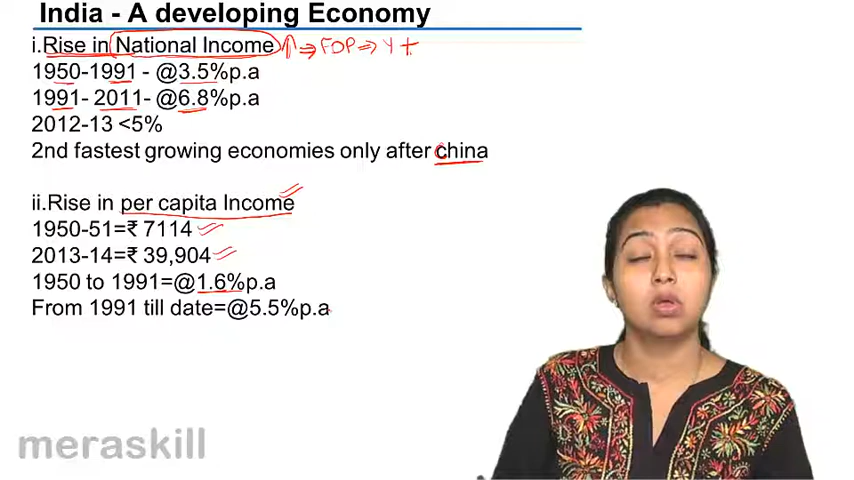 India - A developing Economy
i.Rise in National Income ⇑ ⇒ FOP ⇒ Y +
1950-1991 - @3.5%p.a
1991- 2011- @6.8%p.a
2012-13 <5%
2nd fastest growing economies only after china
ii.Rise in per capita Income
1950-51=₹ 7114
2013-14=₹ 39,904
1950 to 1991=@1.6%p.a
From 1991 till date=@5.5%p.a
meraskill